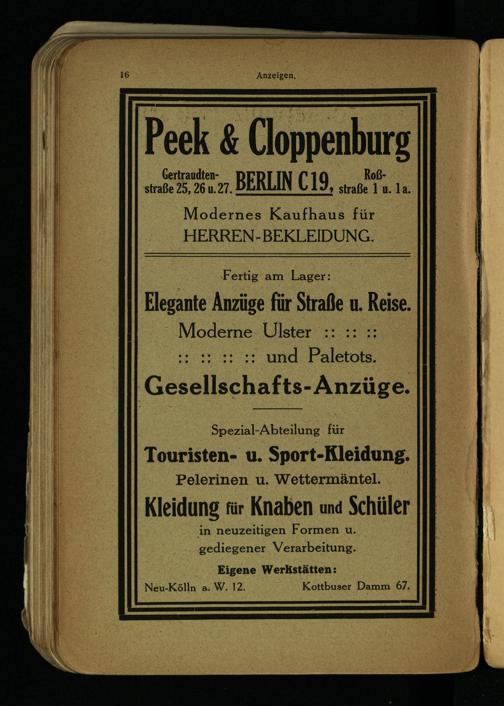 16 Anzeigen.
Peek & Cloppenburg
Gertraudten- straße 25, 26 u. 27. BERLIN C 19, Roß- straße 1 u. 1a.
Modernes Kaufhaus für
HERREN-BEKLEIDUNG.
Fertig am Lager:
Elegante Anzüge für Straße u. Reise.
Moderne Ulster :: :: ::
:: :: :: :: und Paletots.
Gesellschafts-Anzüge.
Spezial-Abteilung für
Touristen- u. Sport-Kleidung.
Pelerinen u. Wettermäntel.
Kleidung für Knaben und Schüler
in neuzeitigen Formen u.
gediegener Verarbeitung.
Eigene Werkstätten:
Neu-Kölln a. W. 12. Kottbuser Damm 67.